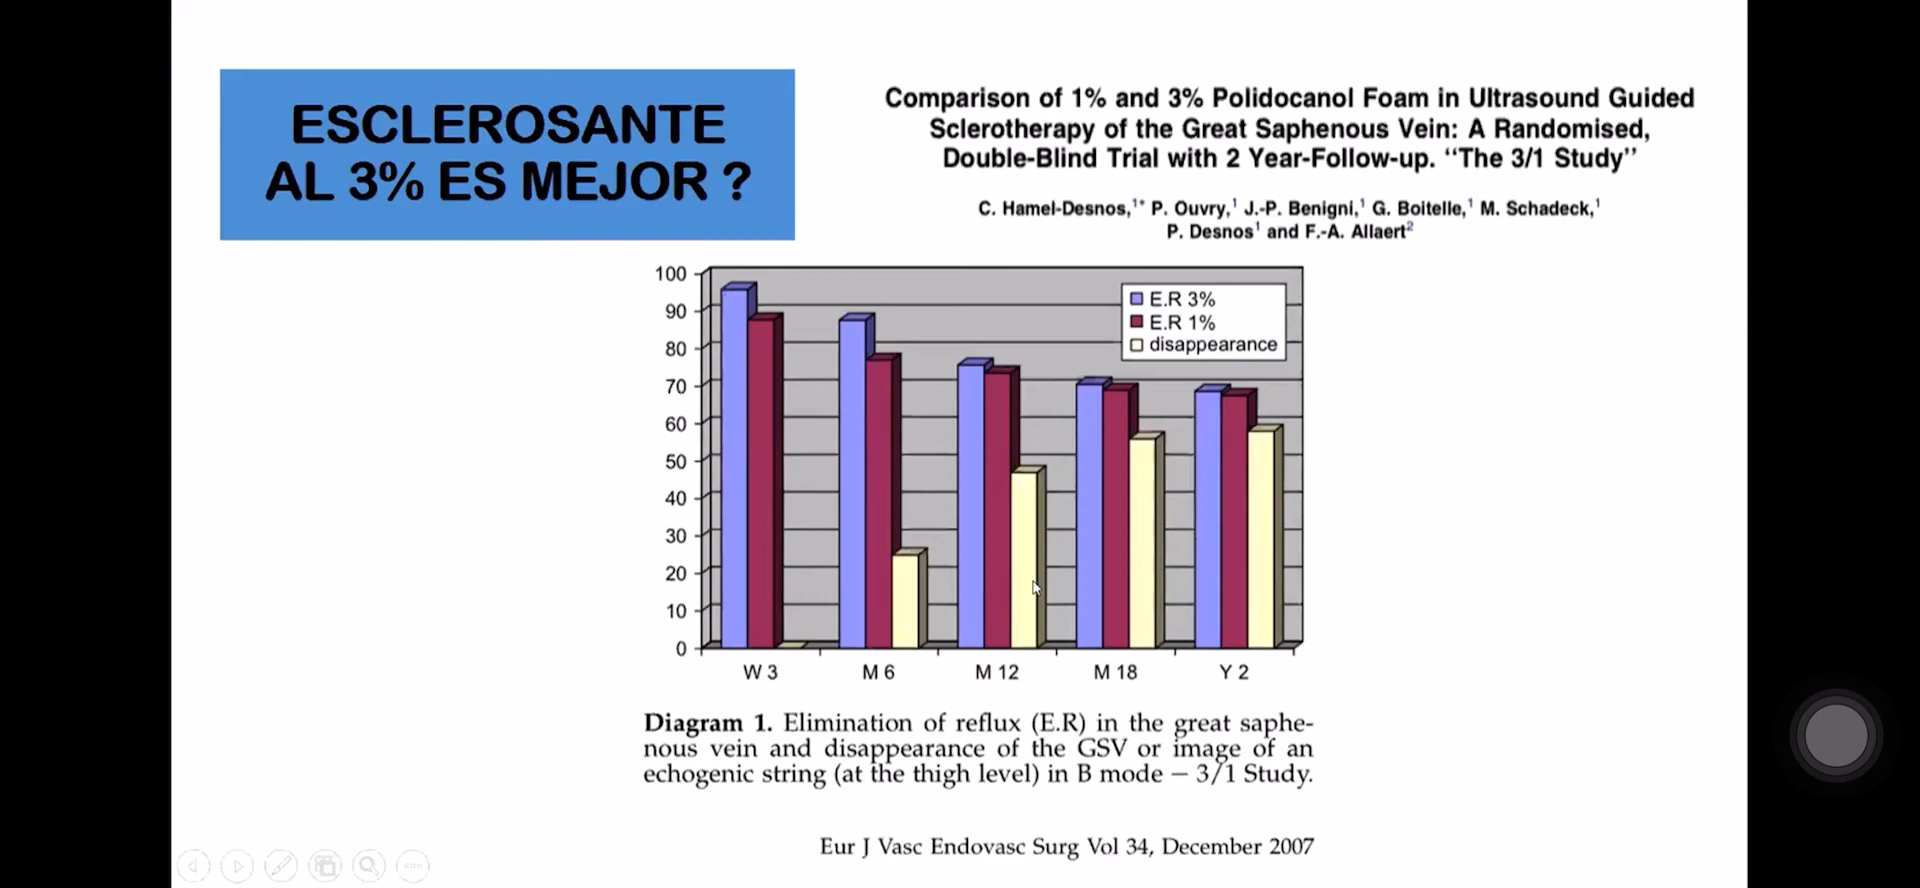 ESCLEROSANTE
AL 3% ES MEJOR ?
Comparison of 1% and 3% Polidocanol Foam in Ultrasound Guided
Sclerotherapy of the Great Saphenous Vein: A Randomised,
Double-Blind Trial with 2 Year-Follow-up. ‘‘The 3/1 Study’’
C. Hamel-Desnos,¹* P. Ouvry,¹ J.-P. Benigni,¹ G. Boitelle,¹ M. Schadeck,¹
P. Desnos¹ and F.-A. Allaert²
100
90
80
70
60
50
40
30
20
10
0
E.R 3%
E.R 1%
disappearance
W 3 M 6 M 12 M 18 Y 2
Diagram 1. Elimination of reflux (E.R) in the great saphe-
nous vein and disappearance of the GSV or image of an
echogenic string (at the thigh level) in B mode – 3/1 Study.
Eur J Vasc Endovasc Surg Vol 34, December 2007